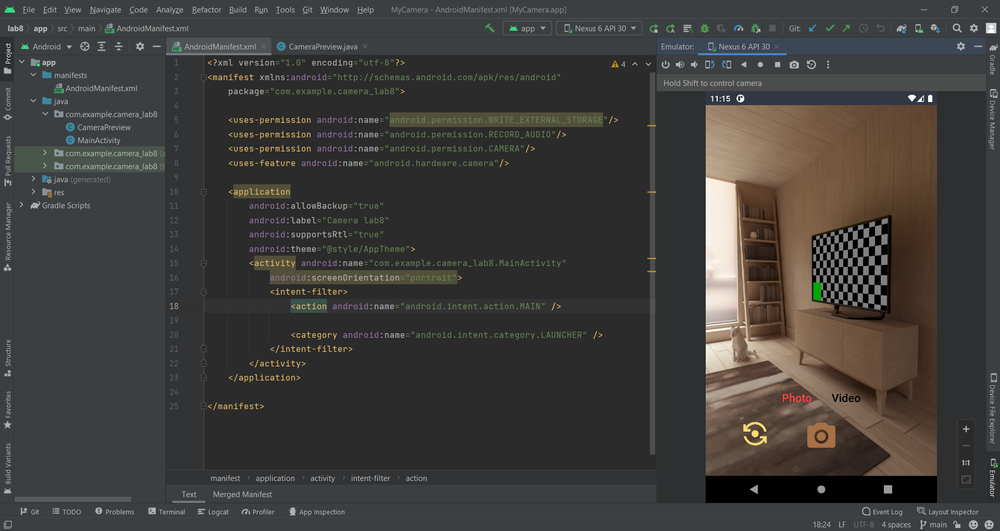 File Edit View Navigate Code Analyze Refactor Build Run Tools Git Window Help MyCamera - AndroidManifest.xml [MyCamera.app]
lab8 app src main AndroidManifest.xml app Nexus 6 API 30 Git:
Android
AndroidManifest.xml CameraPreview.java
Emulator: Nexus 6 API 30
Project
Commit
Pull Requests
Resource Manager
Structure
Favorites
Build Variants
app
manifests
AndroidManifest.xml
java
com.example.camera_lab8
CameraPreview
MainActivity
com.example.camera_lab8 (a
com.example.camera_lab8 (t
java (generated)
res
Gradle Scripts
4
1 <?xml version="1.0" encoding="utf-8"?>
2 <manifest xmlns:android="http://schemas.android.com/apk/res/android"
3 package="com.example.camera_lab8">
4
5 <uses-permission android:name="android.permission.WRITE_EXTERNAL_STORAGE"/>
6 <uses-permission android:name="android.permission.RECORD_AUDIO"/>
7 <uses-permission android:name="android.permission.CAMERA"/>
8 <uses-feature android:name="android.hardware.camera"/>
9
10 <application
11 android:allowBackup="true"
12 android:label="Camera lab8"
13 android:supportsRtl="true"
14 android:theme="@style/AppTheme">
15 <activity android:name="com.example.camera_lab8.MainActivity"
16 android:screenOrientation="portrait">
17 <intent-filter>
18 <action android:name="android.intent.action.MAIN" />
19
20 <category android:name="android.intent.category.LAUNCHER" />
21 </intent-filter>
22 </activity>
23 </application>
24
25 </manifest>
manifest application activity intent-filter action
Text Merged Manifest
Hold Shift to control camera
11:15
Photo Video
1:1
Gradle
Device Manager
Device File Explorer
Emulator
Git TODO Problems Terminal Logcat Profiler App Inspection Event Log Layout Inspector
18:24 LF UTF-8 4 spaces main